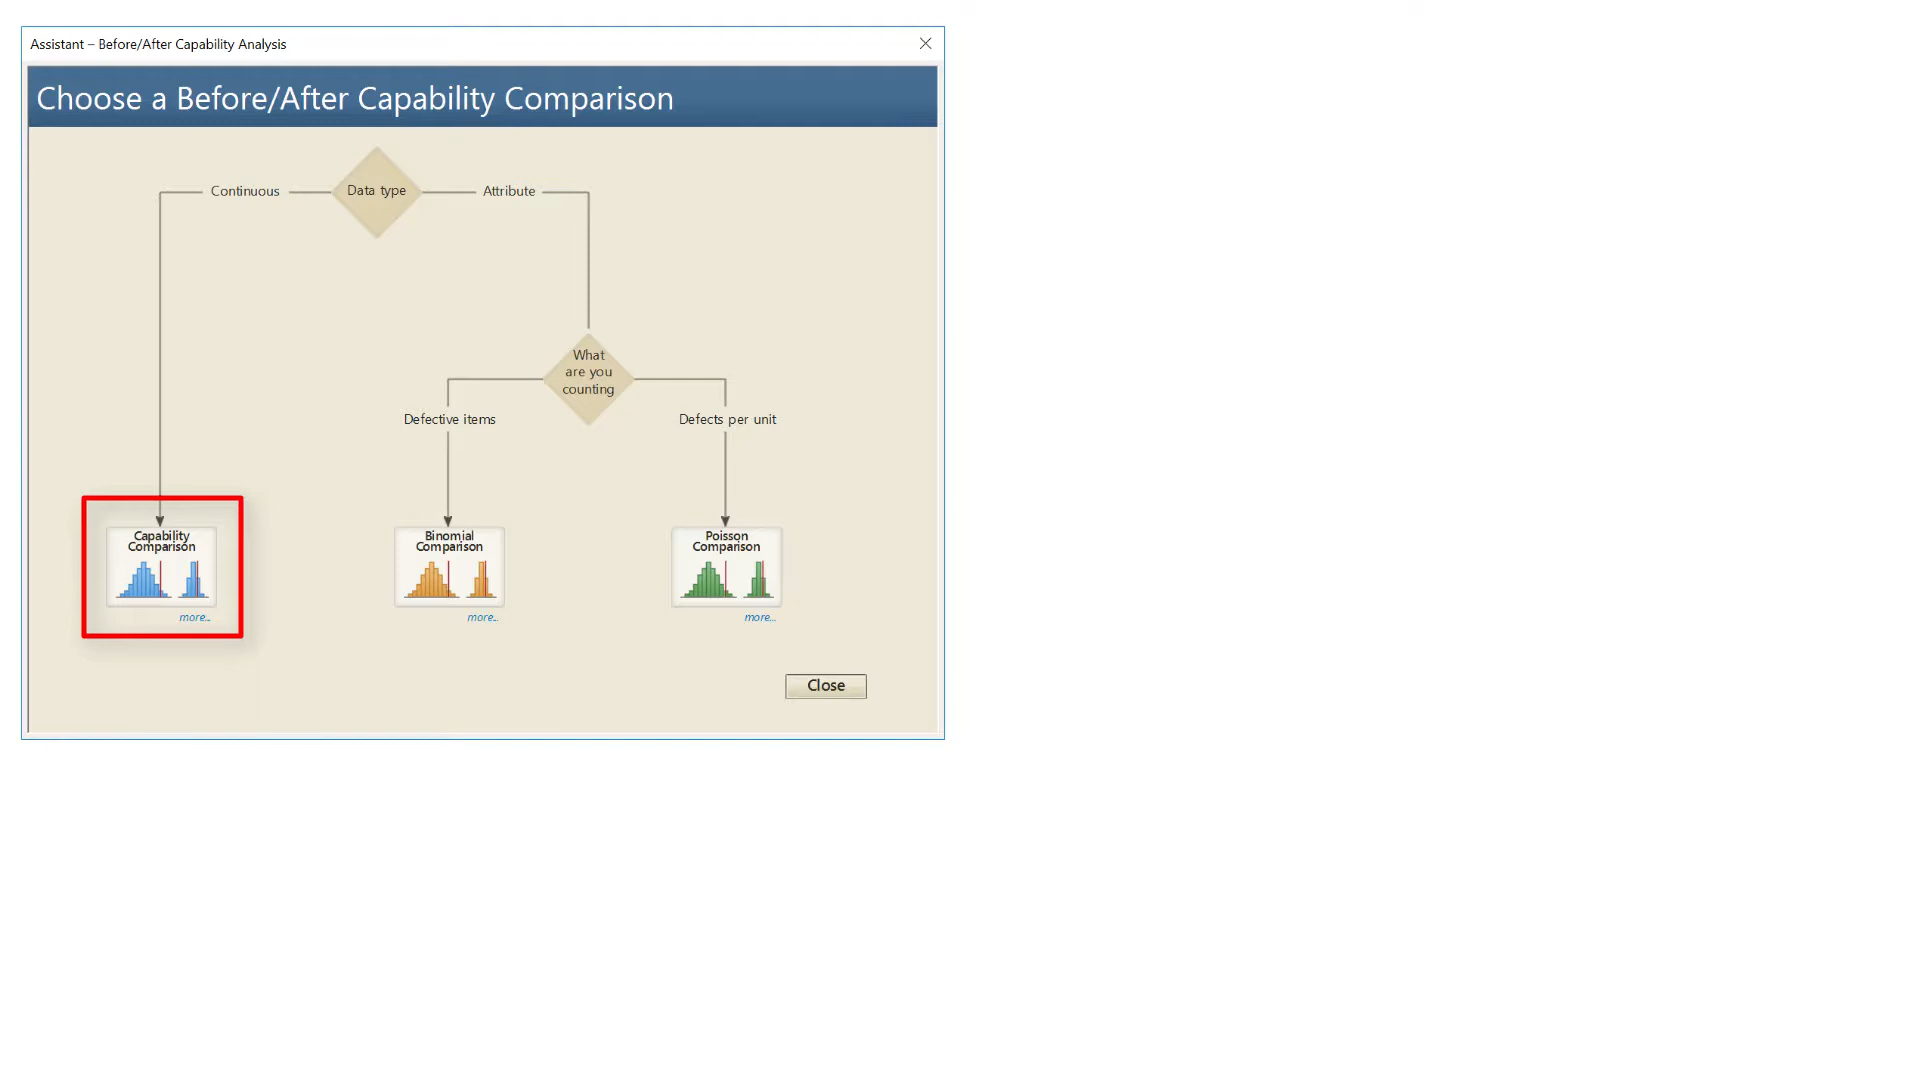 Assistant – Before/After Capability Analysis
Choose a Before/After Capability Comparison
Continuous
Data type
Attribute
What
are you
counting
Defective items
Defects per unit
Capability
Comparison
more...
Binomial
Comparison
more...
Poisson
Comparison
more...
Close